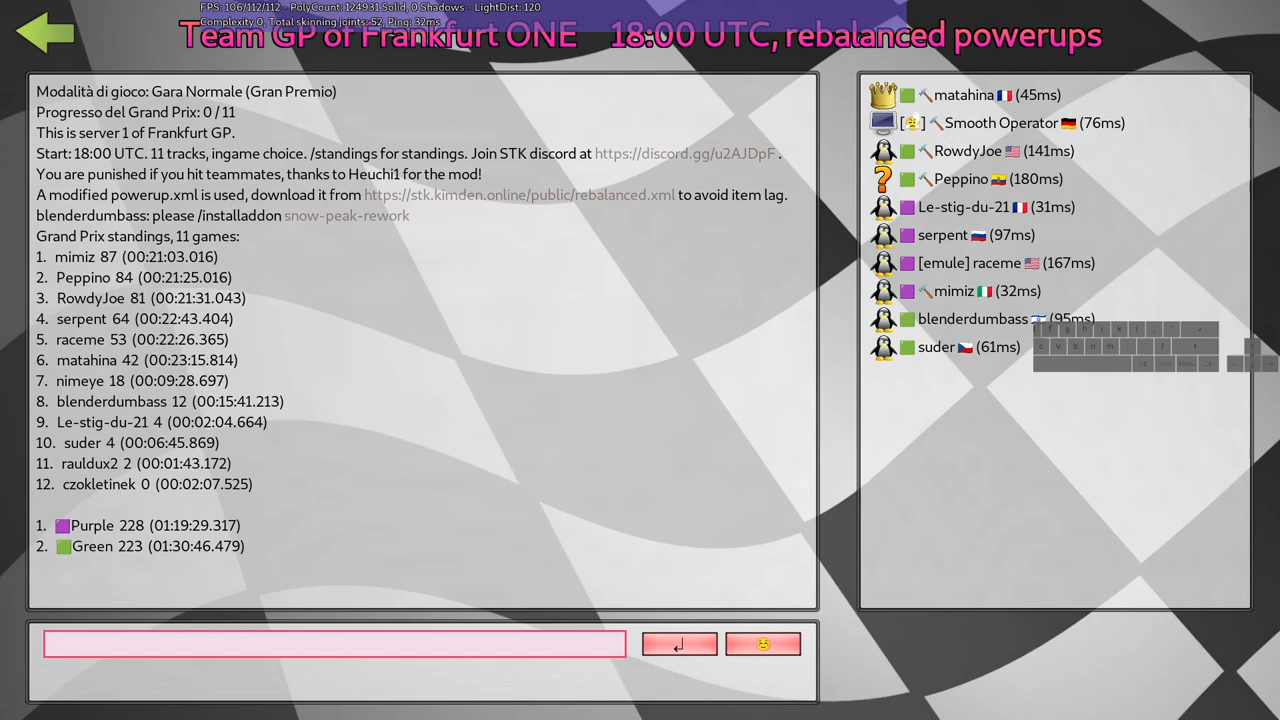 FPS: 106/112/112 - PolyCount: 124931 Solid, 0 Shadows - LightDist: 120
Complexity 0, Total skinning joints: 52, Ping: 32ms
Team GP of Frankfurt ONE 18:00 UTC, rebalanced powerups
Modalità di gioco: Gara Normale (Gran Premio)
Progresso del Grand Prix: 0 / 11
This is server 1 of Frankfurt GP.
Start: 18:00 UTC. 11 tracks, ingame choice. /standings for standings. Join STK discord at https://discord.gg/u2AJDpF .
You are punished if you hit teammates, thanks to Heuchi1 for the mod!
A modified powerup.xml is used, download it from https://stk.kimden.online/public/rebalanced.xml to avoid item lag.
blenderdumbass: please /installaddon snow-peak-rework
Grand Prix standings, 11 games:
1. mimiz 87 (00:21:03.016)
2. Peppino 84 (00:21:25.016)
3. RowdyJoe 81 (00:21:31.043)
4. serpent 64 (00:22:43.404)
5. raceme 53 (00:22:26.365)
6. matahina 42 (00:23:15.814)
7. nimeye 18 (00:09:28.697)
8. blenderdumbass 12 (00:15:41.213)
9. Le-stig-du-21 4 (00:02:04.664)
10. suder 4 (00:06:45.869)
11. rauldux2 2 (00:01:43.172)
12. czokletinek 0 (00:02:07.525)
1. 🟪Purple 228 (01:19:29.317)
2. 🟩Green 223 (01:30:46.479)
🟩 🔨matahina 🇫🇷 (45ms)
[😤] 🔨Smooth Operator 🇩🇪 (76ms)
🟩 🔨RowdyJoe 🇺🇸 (141ms)
🟩 🔨Peppino 🇪🇨 (180ms)
🟪 Le-stig-du-21 🇫🇷 (31ms)
🟪 serpent 🇷🇺 (97ms)
🟪 [emule] raceme 🇺🇸 (167ms)
🟪 🔨mimiz 🇮🇹 (32ms)
🟩 blenderdumbass 🇮🇱 (95ms)
🟩 suder 🇨🇿 (61ms)